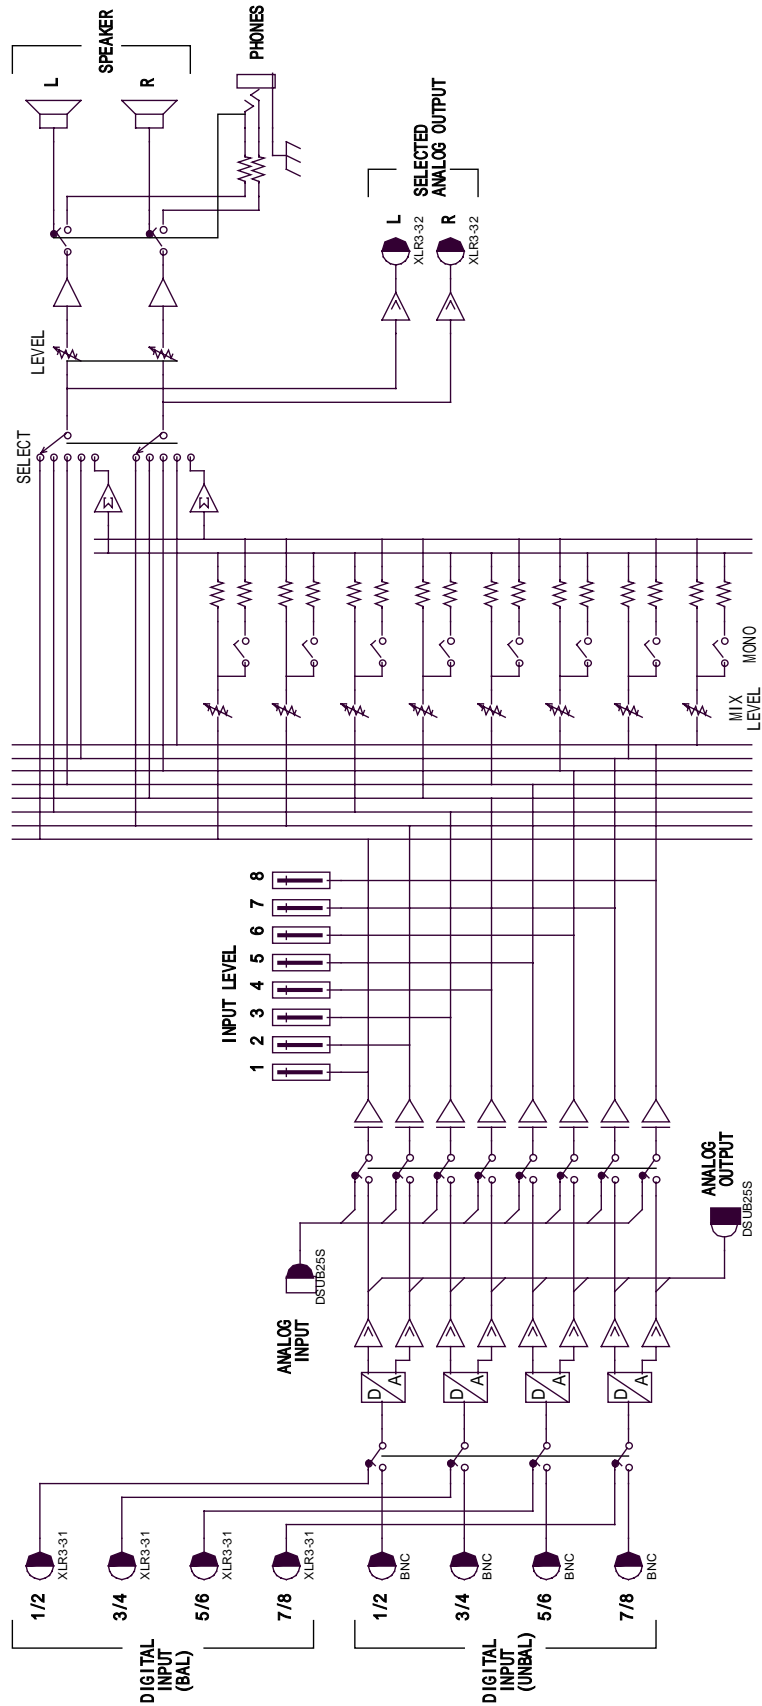 DIGITAL
INPUT
(BAL)
1/2
XLR3-31
3/4
XLR3-31
5/6
XLR3-31
7/8
XLR3-31
DIGITAL
INPUT
(UNBAL)
1/2
BNC
3/4
BNC
5/6
BNC
7/8
BNC
D
A
D
A
D
A
D
A
ANALOG
INPUT
DSUB25S
ANALOG
OUTPUT
DSUB25S
INPUT LEVEL
1
2
3
4
5
6
7
8
MIX
LEVEL
MONO
Σ
Σ
SELECT
LEVEL
SPEAKER
L
R
PHONES
SELECTED
ANALOG OUTPUT
L
XLR3-32
R
XLR3-32